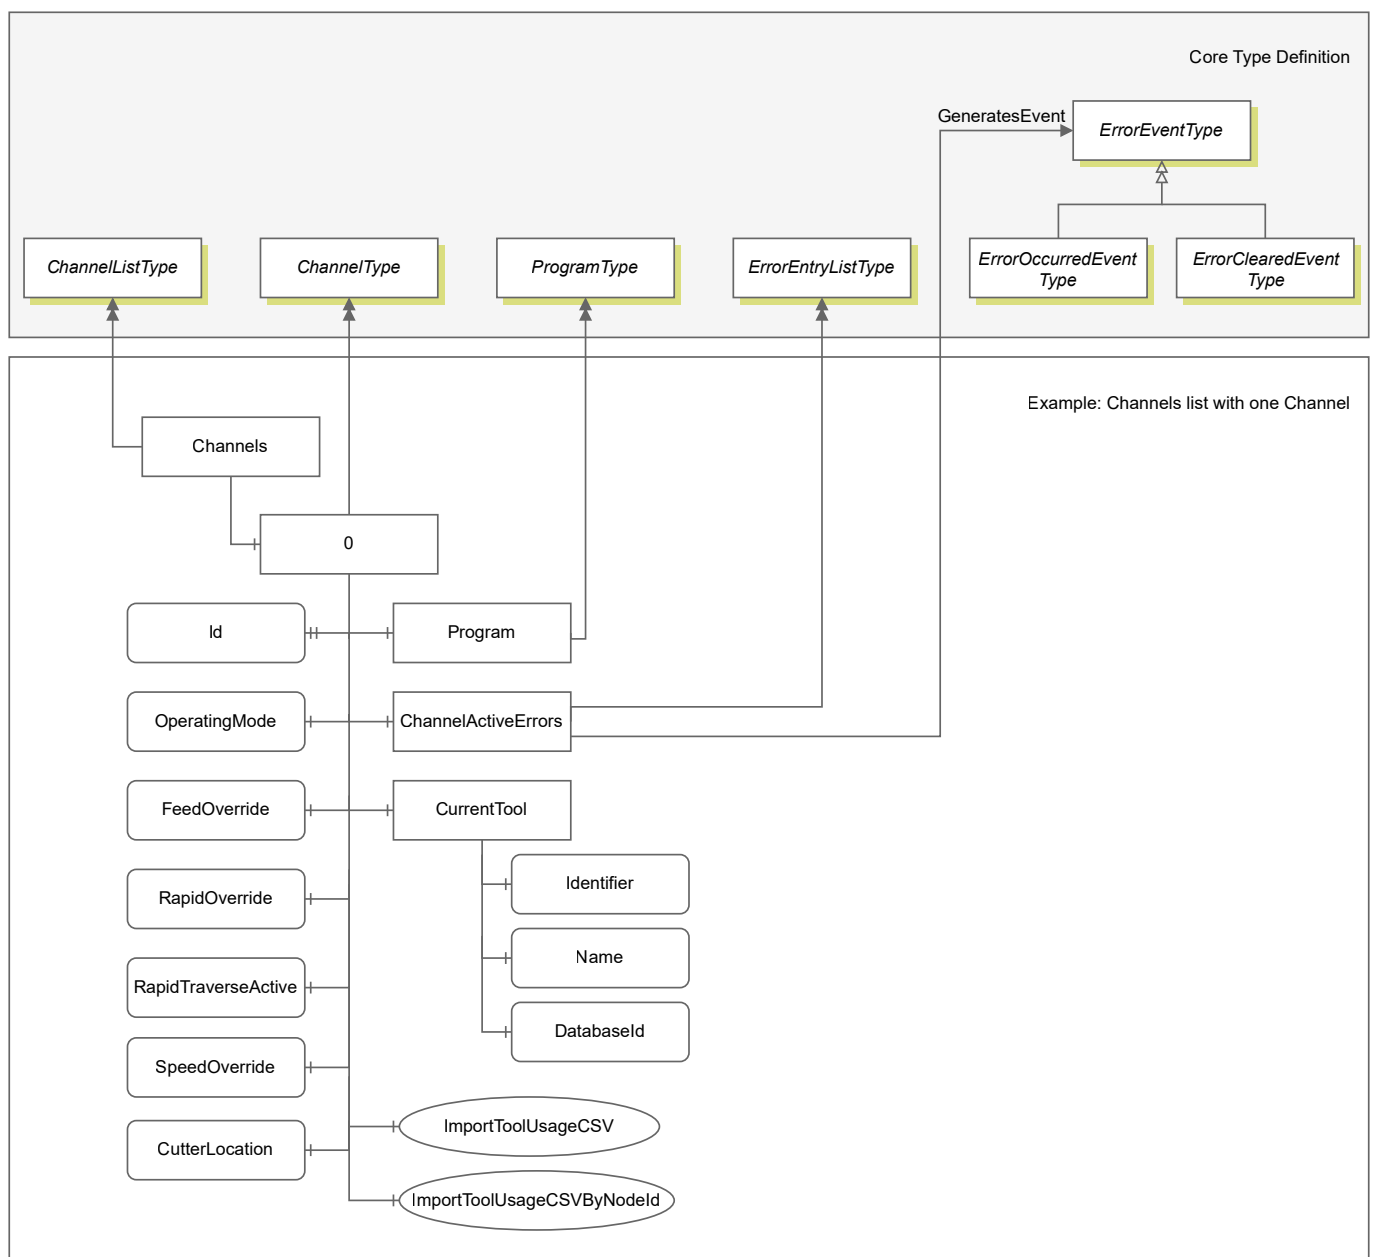 Core Type Definition
GeneratesEvent
ErrorEventType
ChannelListType
ChannelType
ProgramType
ErrorEntryListType
ErrorOccurredEvent
Type
ErrorClearedEvent
Type
Example: Channels list with one Channel
Channels
0
Id
Program
OperatingMode
ChannelActiveErrors
FeedOverride
CurrentTool
Identifier
RapidOverride
Name
RapidTraverseActive
DatabaseId
SpeedOverride
ImportToolUsageCSV
CutterLocation
ImportToolUsageCSVByNodeId